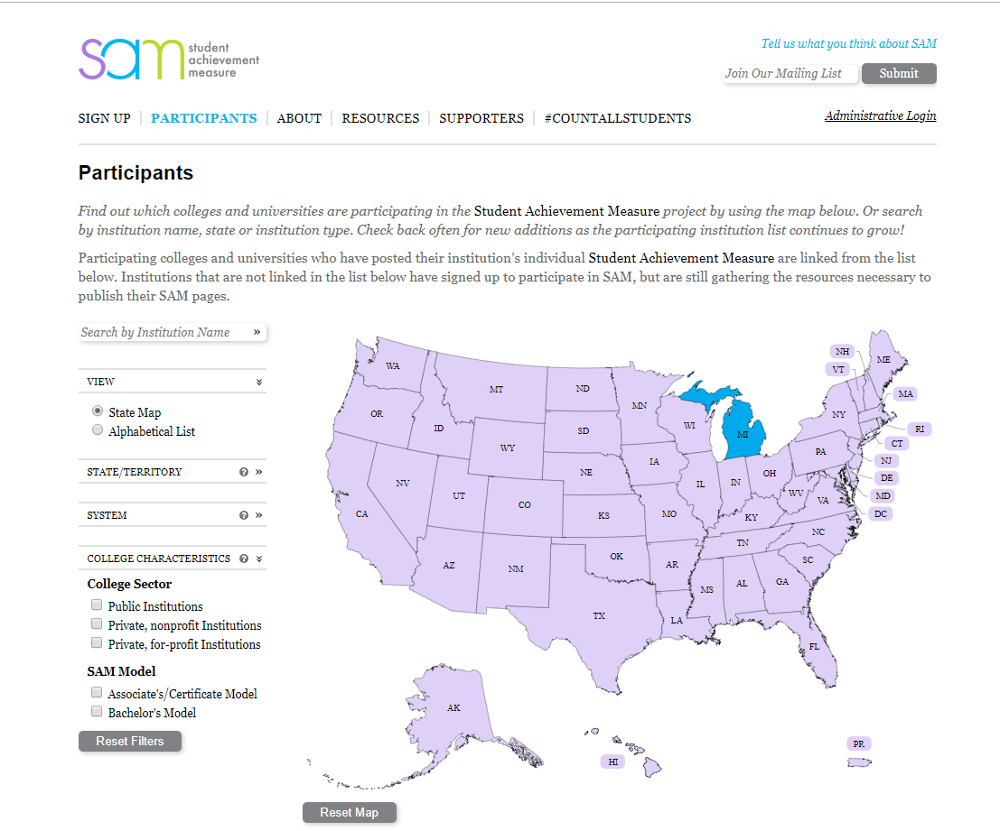 sam student
achievement
measure
Tell us what you think about SAM
Join Our Mailing List Submit
SIGN UP PARTICIPANTS ABOUT RESOURCES SUPPORTERS #COUNTALLSTUDENTS
Administrative Login
Participants
Find out which colleges and universities are participating in the Student Achievement Measure project by using the map below. Or search
by institution name, state or institution type. Check back often for new additions as the participating institution list continues to grow!
Participating colleges and universities who have posted their institution's individual Student Achievement Measure are linked from the list
below. Institutions that are not linked in the list below have signed up to participate in SAM, but are still gathering the resources necessary to
publish their SAM pages.
Search by Institution Name »
VIEW
State Map
Alphabetical List
STATE/TERRITORY ? »
SYSTEM ? »
COLLEGE CHARACTERISTICS ?
College Sector
Public Institutions
Private, nonprofit Institutions
Private, for-profit Institutions
SAM Model
Associate's/Certificate Model
Bachelor's Model
Reset Filters
WA
MT
ND
MN
OR
ID
SD
WI
MI
WY
NV
UT
CO
NE
IA
IL
IN
OH
CA
KS
MO
KY
WV
VA
PA
NY
ME
NH
VT
MA
RI
CT
NJ
DE
MD
DC
AZ
NM
OK
AR
TN
NC
SC
MS
AL
GA
TX
LA
FL
AK
HI
PR
Reset Map